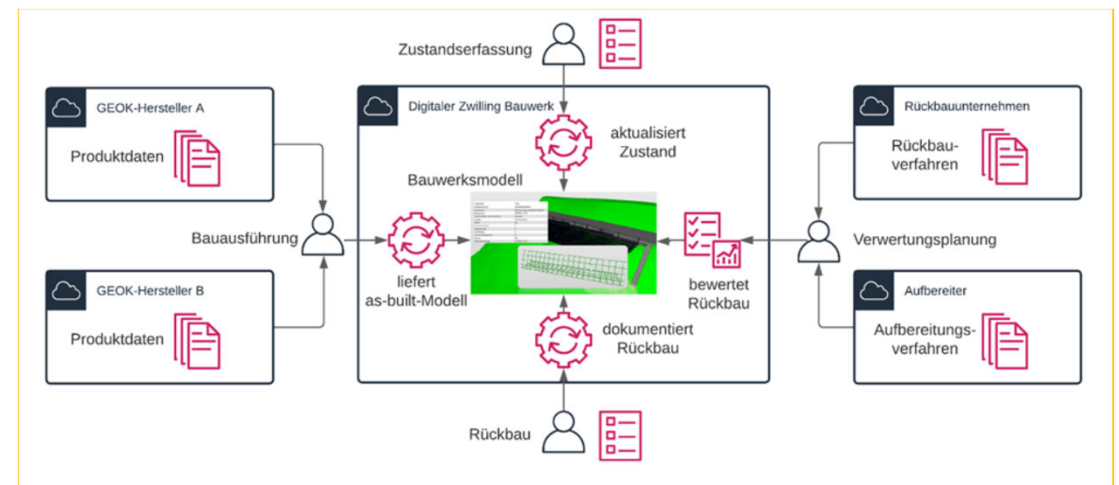 Zustandserfassung
GEOK-Hersteller A
Produktdaten
Digitaler Zwilling Bauwerk
aktualisiert
Zustand
Rückbauunternehmen
Rückbau-
verfahren
Bauwerksmodell
Bauausführung
liefert
as-built-Modell
bewertet
Rückbau
Verwertungsplanung
GEOK-Hersteller B
Produktdaten
dokumentiert
Rückbau
Aufbereiter
Aufbereitungs-
verfahren
Rückbau